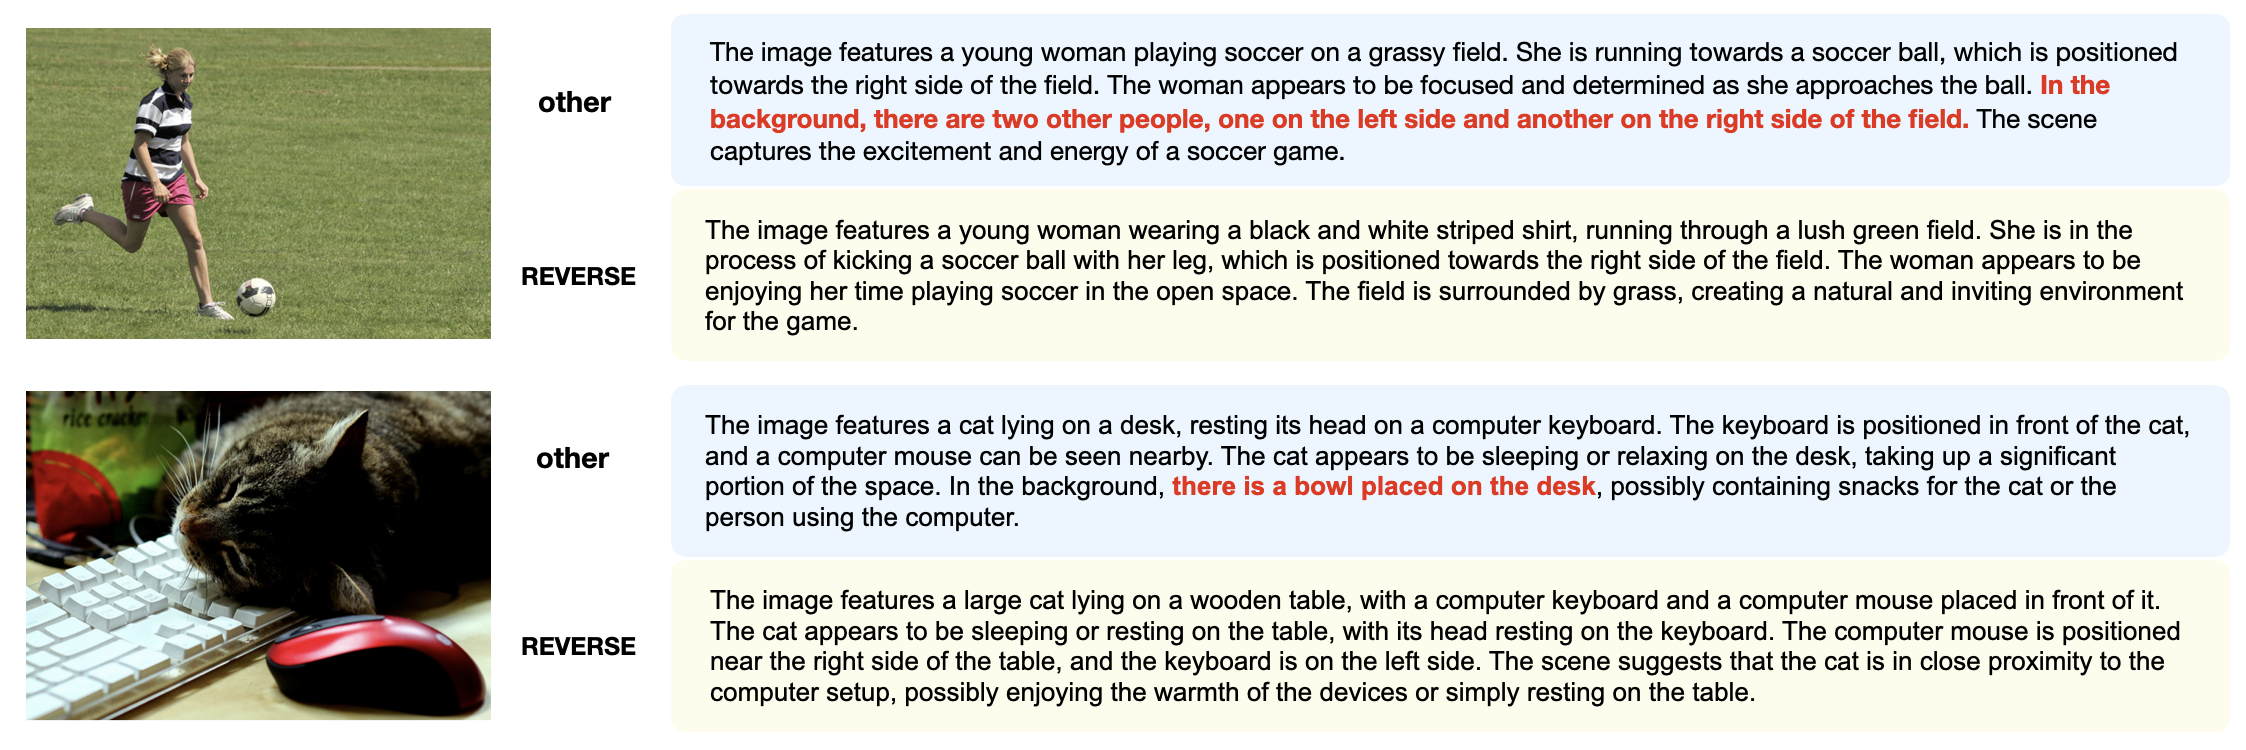 other
The image features a young woman playing soccer on a grassy field. She is running towards a soccer ball, which is positioned
towards the right side of the field. The woman appears to be focused and determined as she approaches the ball. In the
background, there are two other people, one on the left side and another on the right side of the field. The scene
captures the excitement and energy of a soccer game.
REVERSE
The image features a young woman wearing a black and white striped shirt, running through a lush green field. She is in the
process of kicking a soccer ball with her leg, which is positioned towards the right side of the field. The woman appears to be
enjoying her time playing soccer in the open space. The field is surrounded by grass, creating a natural and inviting environment
for the game.
rice cracker
other
The image features a cat lying on a desk, resting its head on a computer keyboard. The keyboard is positioned in front of the cat,
and a computer mouse can be seen nearby. The cat appears to be sleeping or relaxing on the desk, taking up a significant
portion of the space. In the background, there is a bowl placed on the desk, possibly containing snacks for the cat or the
person using the computer.
REVERSE
The image features a large cat lying on a wooden table, with a computer keyboard and a computer mouse placed in front of it.
The cat appears to be sleeping or resting on the table, with its head resting on the keyboard. The computer mouse is positioned
near the right side of the table, and the keyboard is on the left side. The scene suggests that the cat is in close proximity to the
computer setup, possibly enjoying the warmth of the devices or simply resting on the table.